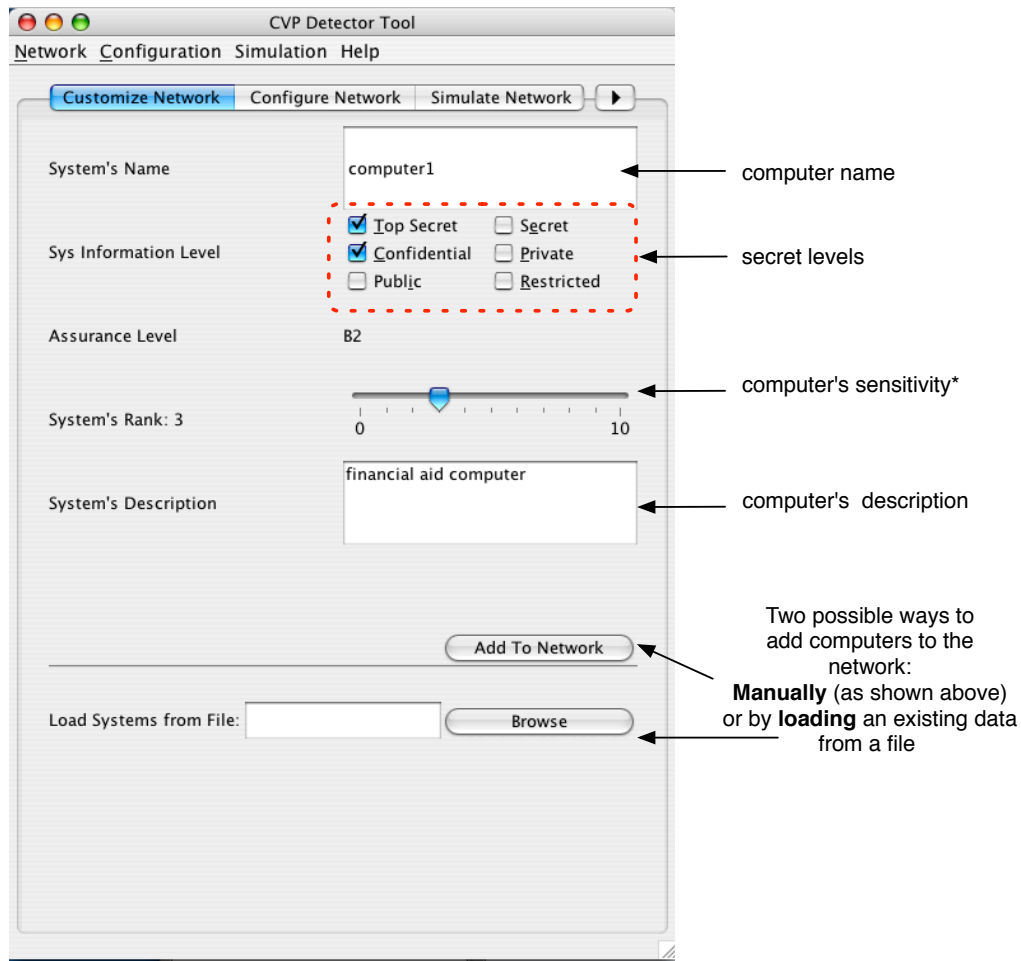 CVP Detector Tool
Network Configuration Simulation Help
Customize Network Configure Network Simulate Network
System's Name
computer1
computer name
Sys Information Level
Top Secret Secret
Confidential Private
Public Restricted
secret levels
Assurance Level
B2
System's Rank: 3
0 10
computer's sensitivity*
System's Description
financial aid computer
computer's description
Add To Network
Two possible ways to
add computers to the
network:
Manually (as shown above)
or by loading an existing data
from a file
Load Systems from File:
Browse